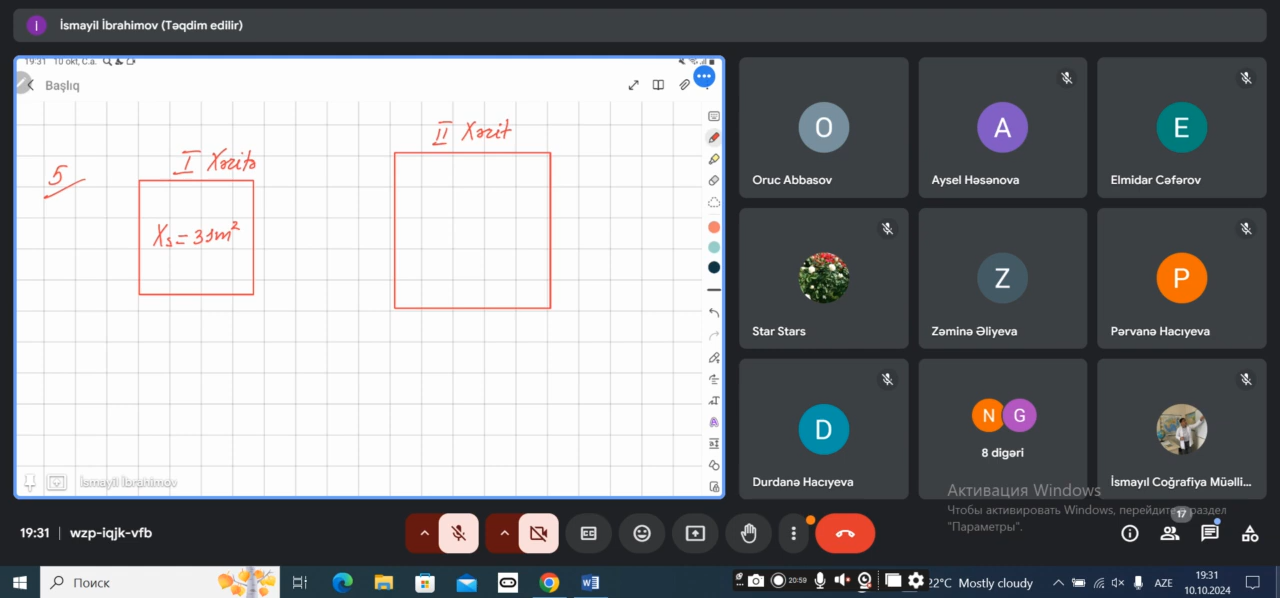 I
İsmayil İbrahimov (Təqdim edilir)
19:31 10 okt, C.a.
Başlıq
5
I Xəritə
Xs = 3sm²
II Xərit
İsmayil İbrahimov
O
Oruc Abbasov
A
Aysel Həsənova
E
Elmidar Cəfərov
Star Stars
Z
Zəminə Əliyeva
P
Pərvanə Hacıyeva
D
Durdanə Hacıyeva
N G
8 digəri
İsmayıl Coğrafiya Müəlli...
Активация Windows
Чтобы активировать Windows, перейдите в раздел
"Параметры".
19:31 | wzp-iqjk-vfb
17
Поиск
20:59
22°C Mostly cloudy
AZE
19:31
10.10.2024